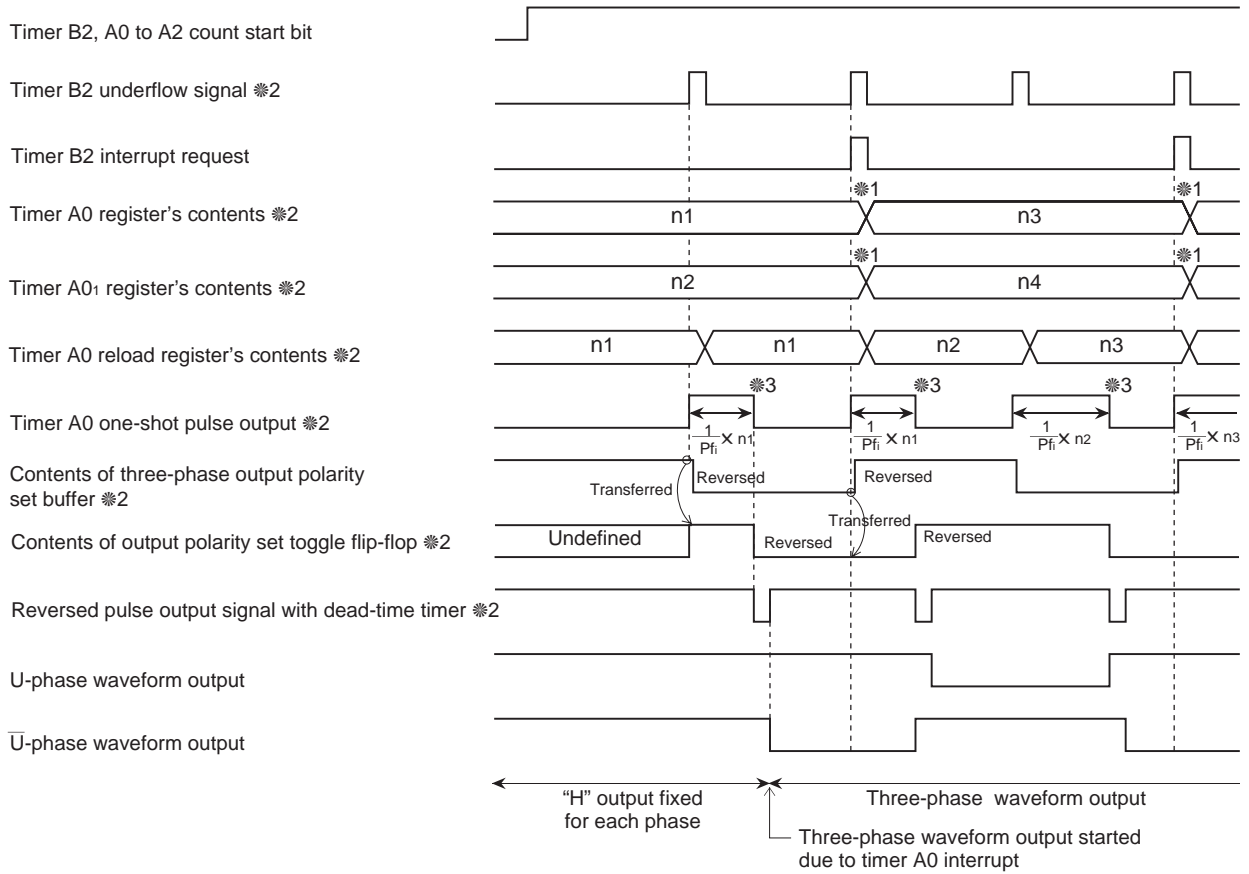 Timer B2, A0 to A2 count start bit
Timer B2 underflow signal ❋2
Timer B2 interrupt request
❋1 ❋1
Timer A0 register’s contents ❋2 n1 n3
❋1 ❋1
Timer A01 register’s contents ❋2 n2 n4
Timer A0 reload register’s contents ❋2 n1 n1 n2 n3
❋3 ❋3 ❋3
Timer A0 one-shot pulse output ❋2
1/Pfi × n1 1/Pfi × n1 1/Pfi × n2 1/Pfi × n3
Contents of three-phase output polarity
set buffer ❋2
Reversed Reversed
Transferred
Transferred
Contents of output polarity set toggle flip-flop ❋2 Undefined Reversed Reversed
Reversed pulse output signal with dead-time timer ❋2
U-phase waveform output
U̅-phase waveform output
“H” output fixed
for each phase
Three-phase waveform output
Three-phase waveform output started
due to timer A0 interrupt